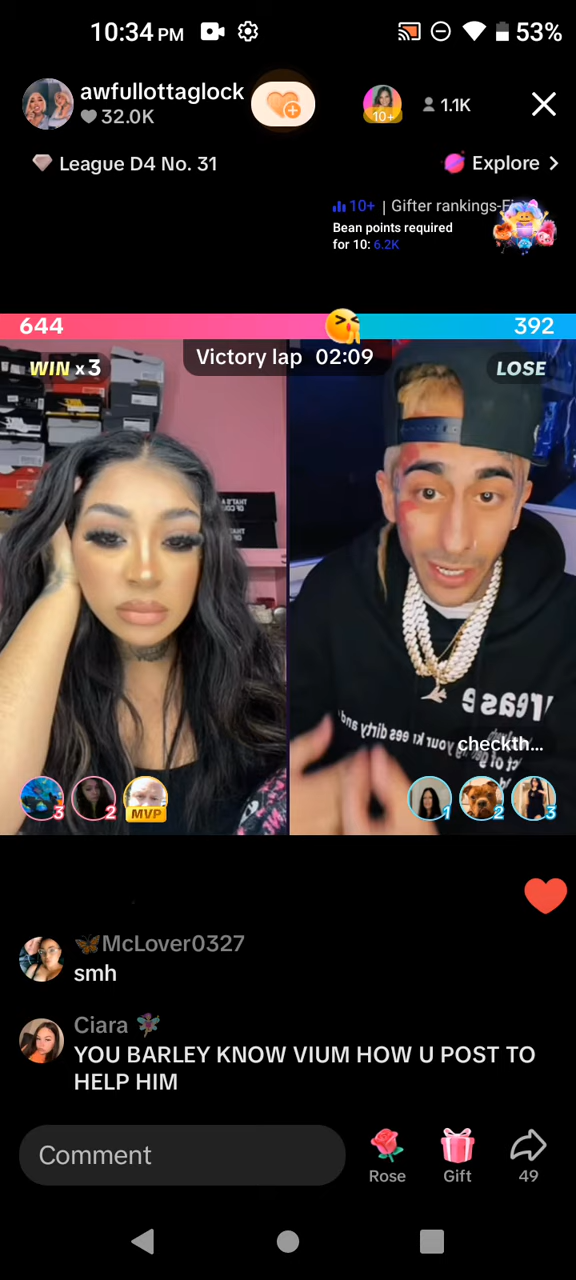 10:34 PM
53%
awfullottaglock
32.0K
10+
1.1K
League D4 No. 31
Explore >
10+ | Gifter rankings-Fi
Bean points required
for 10: 6.2K
644
392
WIN x3
Victory lap 02:09
LOSE
checkth...
3
2
MVP
1
2
3
McLover0327
smh
Ciara
YOU BARLEY KNOW VIUM HOW U POST TO
HELP HIM
Comment
Rose
Gift
49